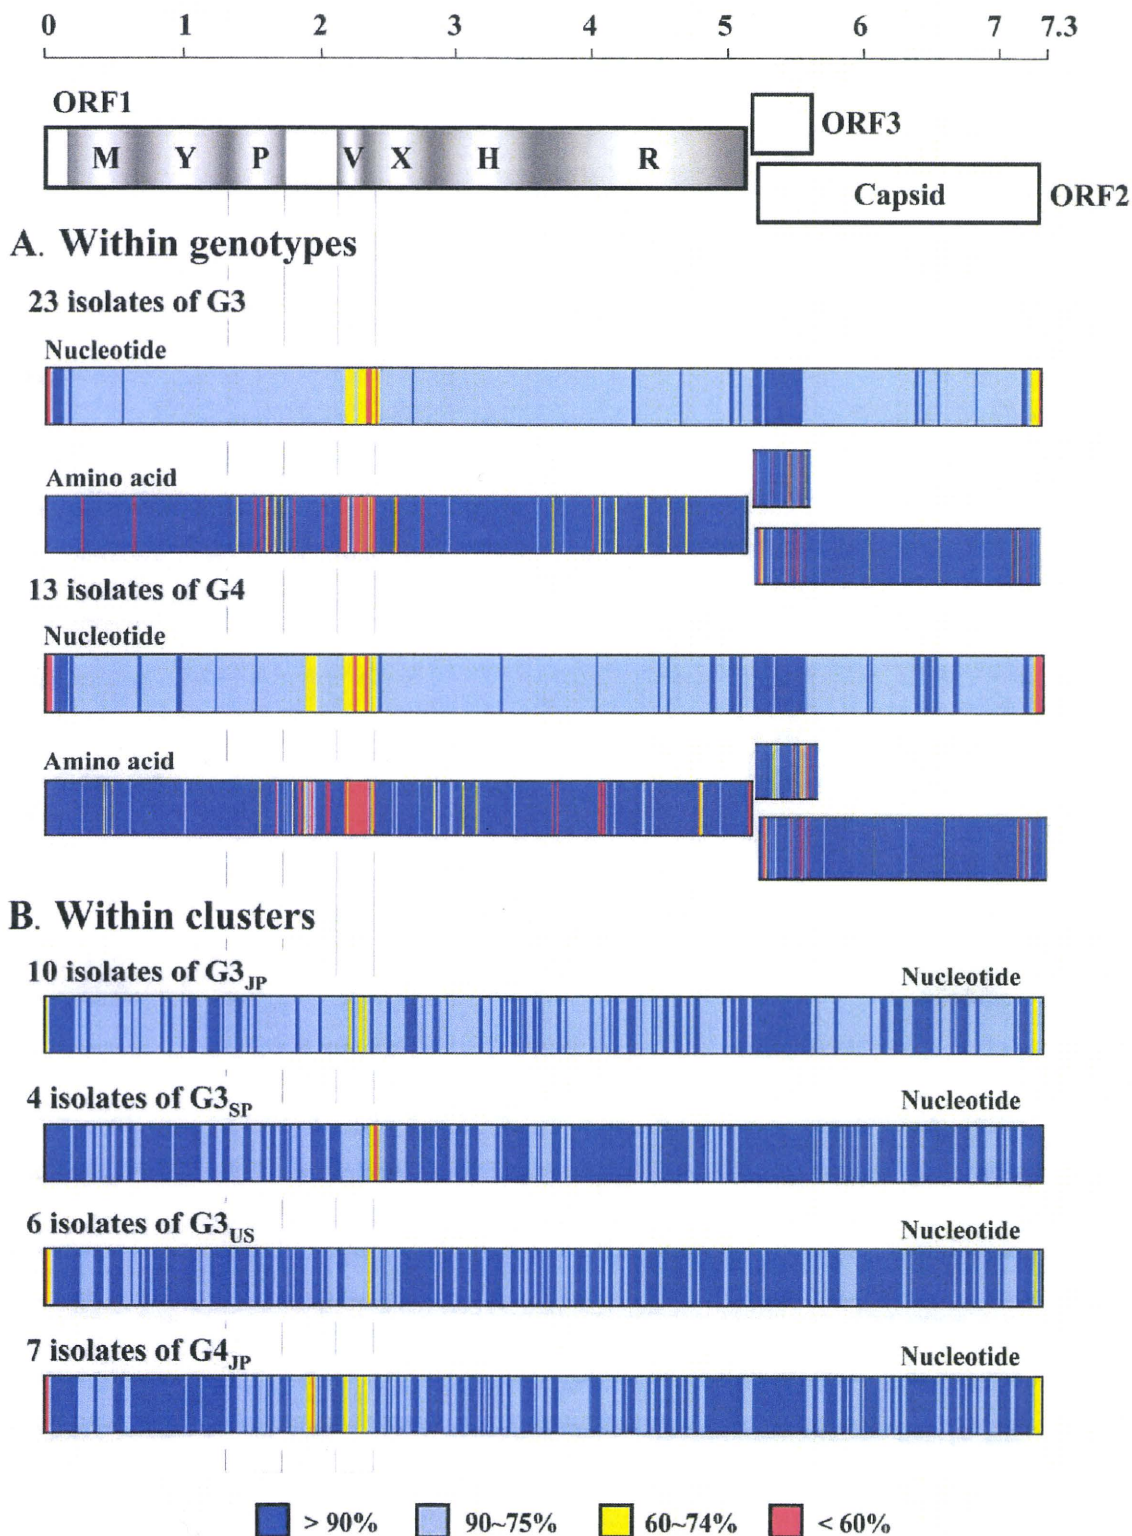 0 1 2 3 4 5 6 7 7.3
ORF1
ORF3
M Y P V X H R
Capsid ORF2
A. Within genotypes
23 isolates of G3
Nucleotide
Amino acid
13 isolates of G4
Nucleotide
Amino acid
B. Within clusters
10 isolates of G3JP Nucleotide
4 isolates of G3SP Nucleotide
6 isolates of G3US Nucleotide
7 isolates of G4JP Nucleotide
> 90% 90~75% 60~74% < 60%